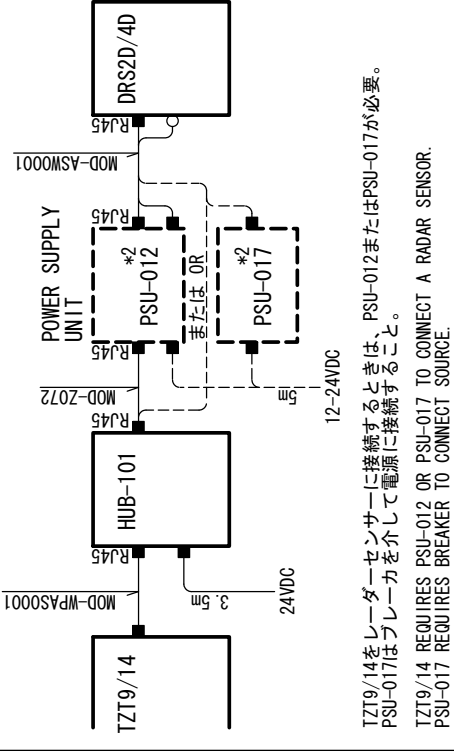 TZT9/14
MOD-WPAS0001
RJ45
3.5m
24VDC
HUB-101
RJ45
MOD-Z072
RJ45
POWER SUPPLY
UNIT
*2
PSU-012
または OR
*2
PSU-017
5m
12-24VDC
RJ45
MOD-ASW0001
RJ45
DRS2D/4D
TZT9/14をレーダーセンサーに接続するときは、PSU-012またはPSU-017が必要。
PSU-017はブレーカを介して電源に接続すること。
TZT9/14 REQUIRES PSU-012 OR PSU-017 TO CONNECT A RADAR SENSOR.
PSU-017 REQUIRES BREAKER TO CONNECT SOURCE.